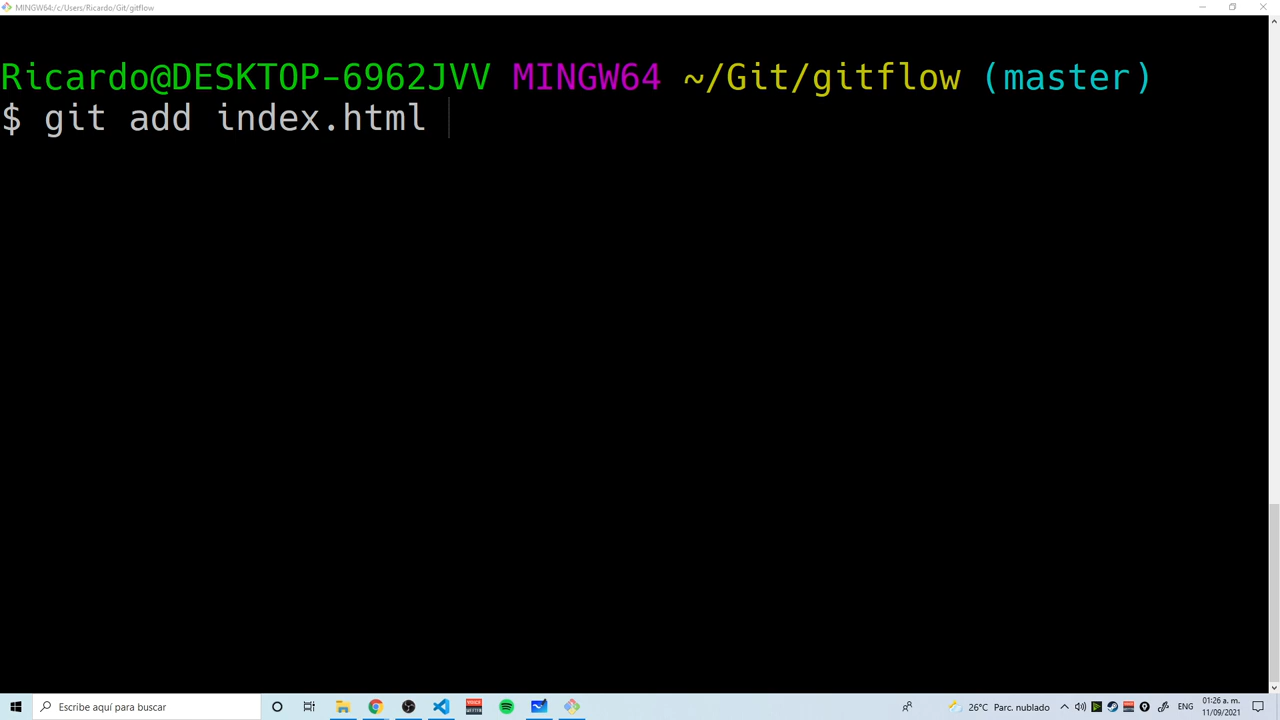 MINGW64:/c/Users/Ricardo/Git/gitflow
Ricardo@DESKTOP-6962JVV MINGW64 ~/Git/gitflow (master)
$ git add index.html
Escribe aquí para buscar
26°C Parc. nublado
ENG
01:26 a. m.
11/09/2021